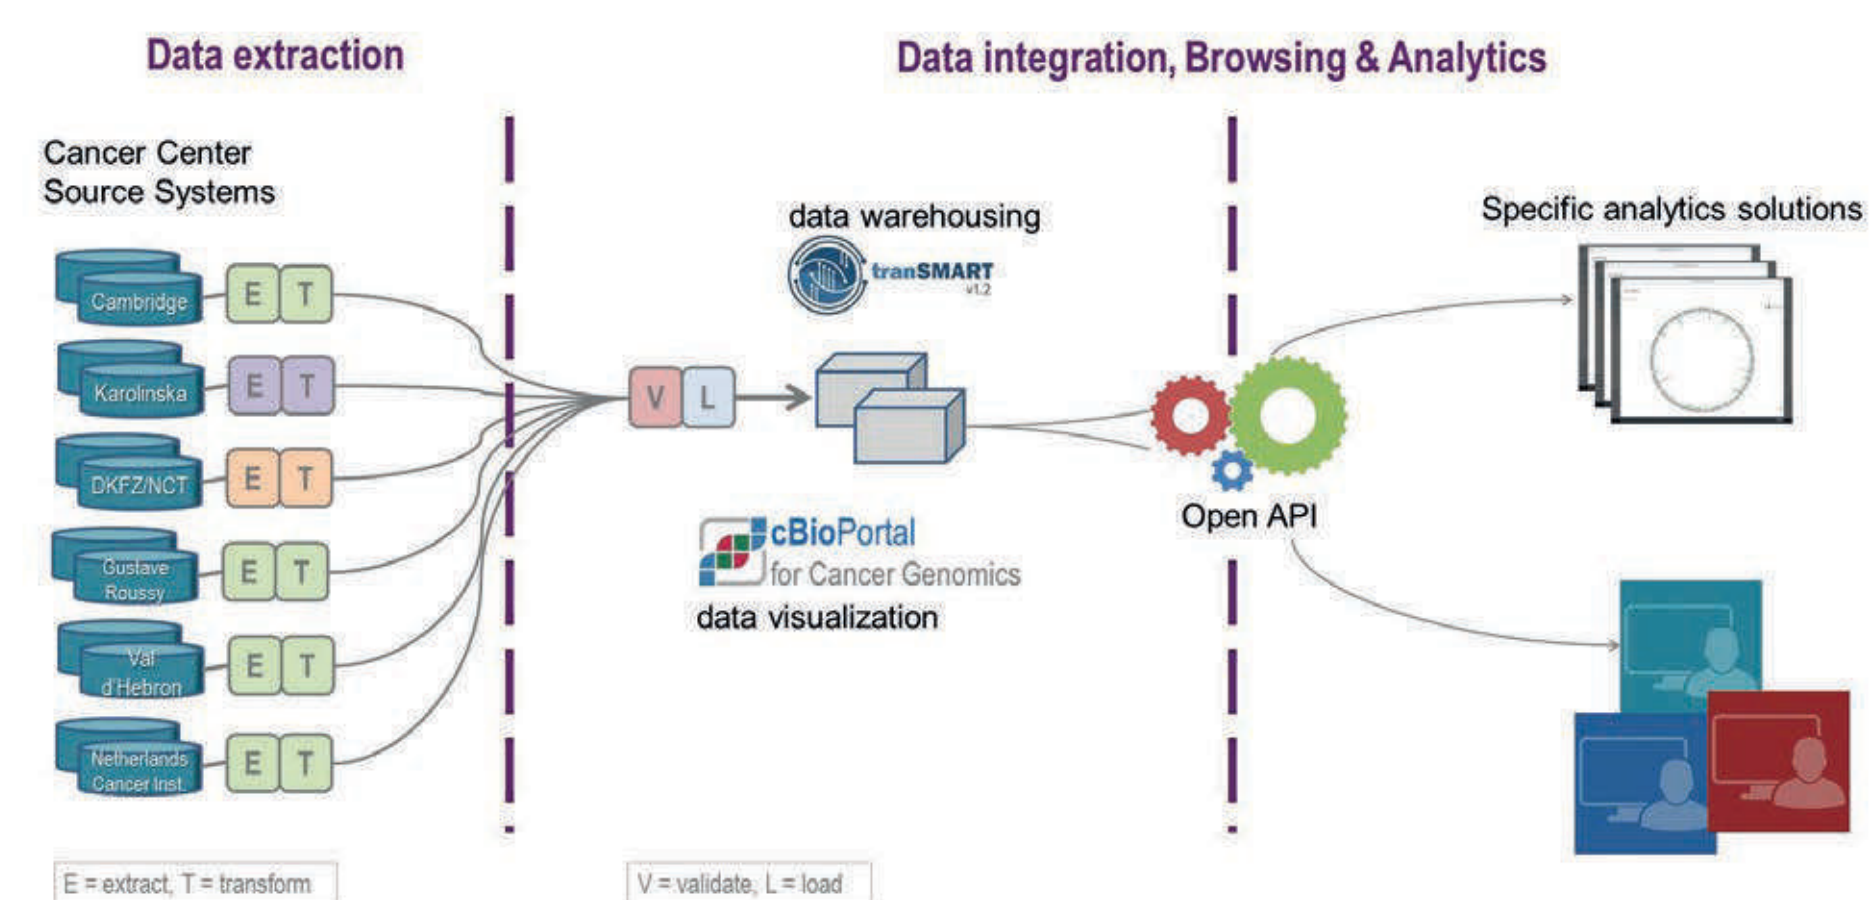 Data extraction
Data integration, Browsing & Analytics
Cancer Center
Source Systems
Cambridge
E T
Karolinska
E T
DKFZ/NCT
E T
Gustave
Roussy
E T
Val
d'Hebron
E T
Netherlands
Cancer Inst.
E T
E = extract, T = transform
data warehousing
tranSMART
v1.2
V L
cBioPortal
for Cancer Genomics
data visualization
V = validate, L = load
Open API
Specific analytics solutions